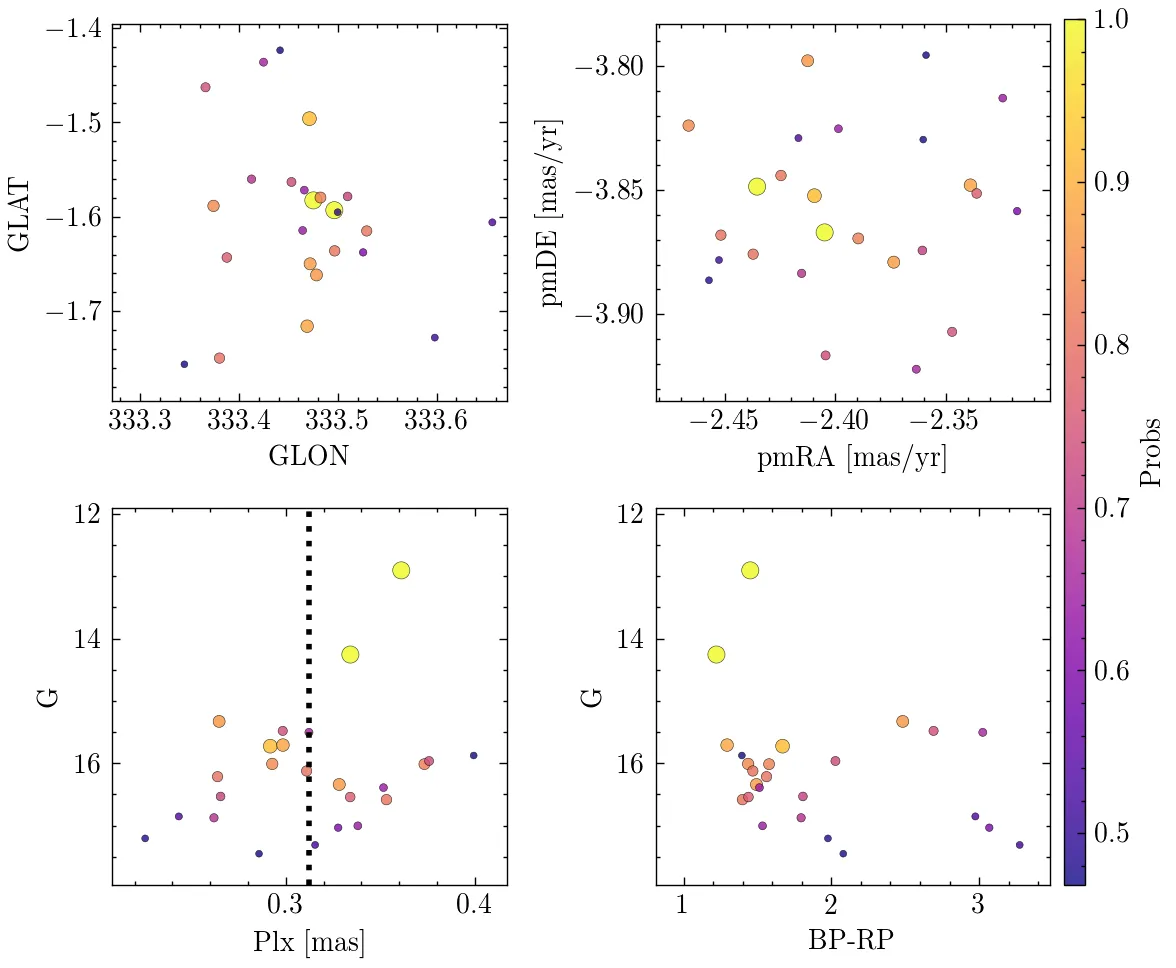 −1.4
−1.5
−1.6
−1.7
GLAT
333.3 333.4 333.5 333.6
GLON
−3.80
−3.85
−3.90
pmDE [mas/yr]
−2.45 −2.40 −2.35
pmRA [mas/yr]
12
14
16
G
0.3 0.4
Plx [mas]
12
14
16
G
1 2 3
BP-RP
1.0
0.9
0.8
0.7
0.6
0.5
Probs